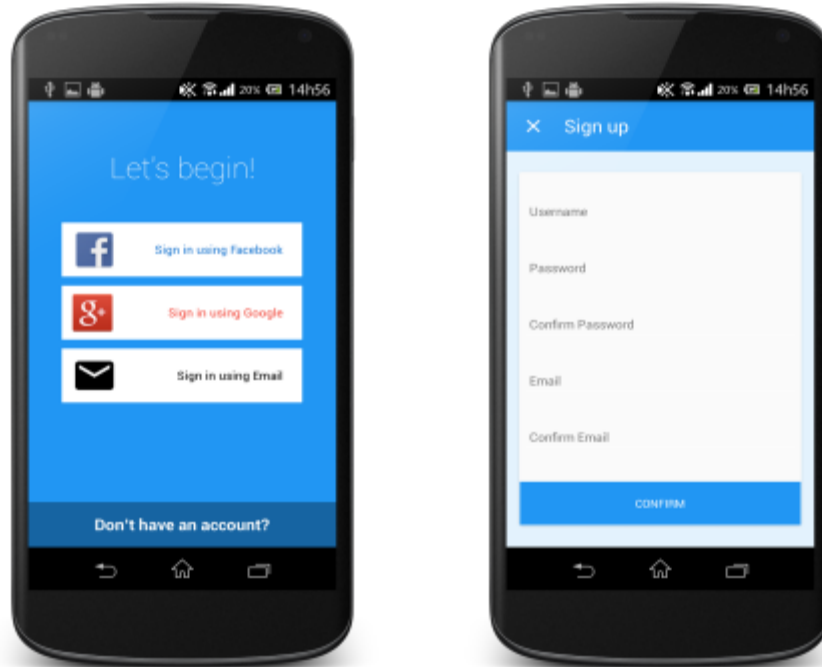 20% 14h56
Let's begin!
Sign in using Facebook
Sign in using Google
Sign in using Email
Don't have an account?
20% 14h56
Sign up
Username
Password
Confirm Password
Email
Confirm Email
CONFIRM